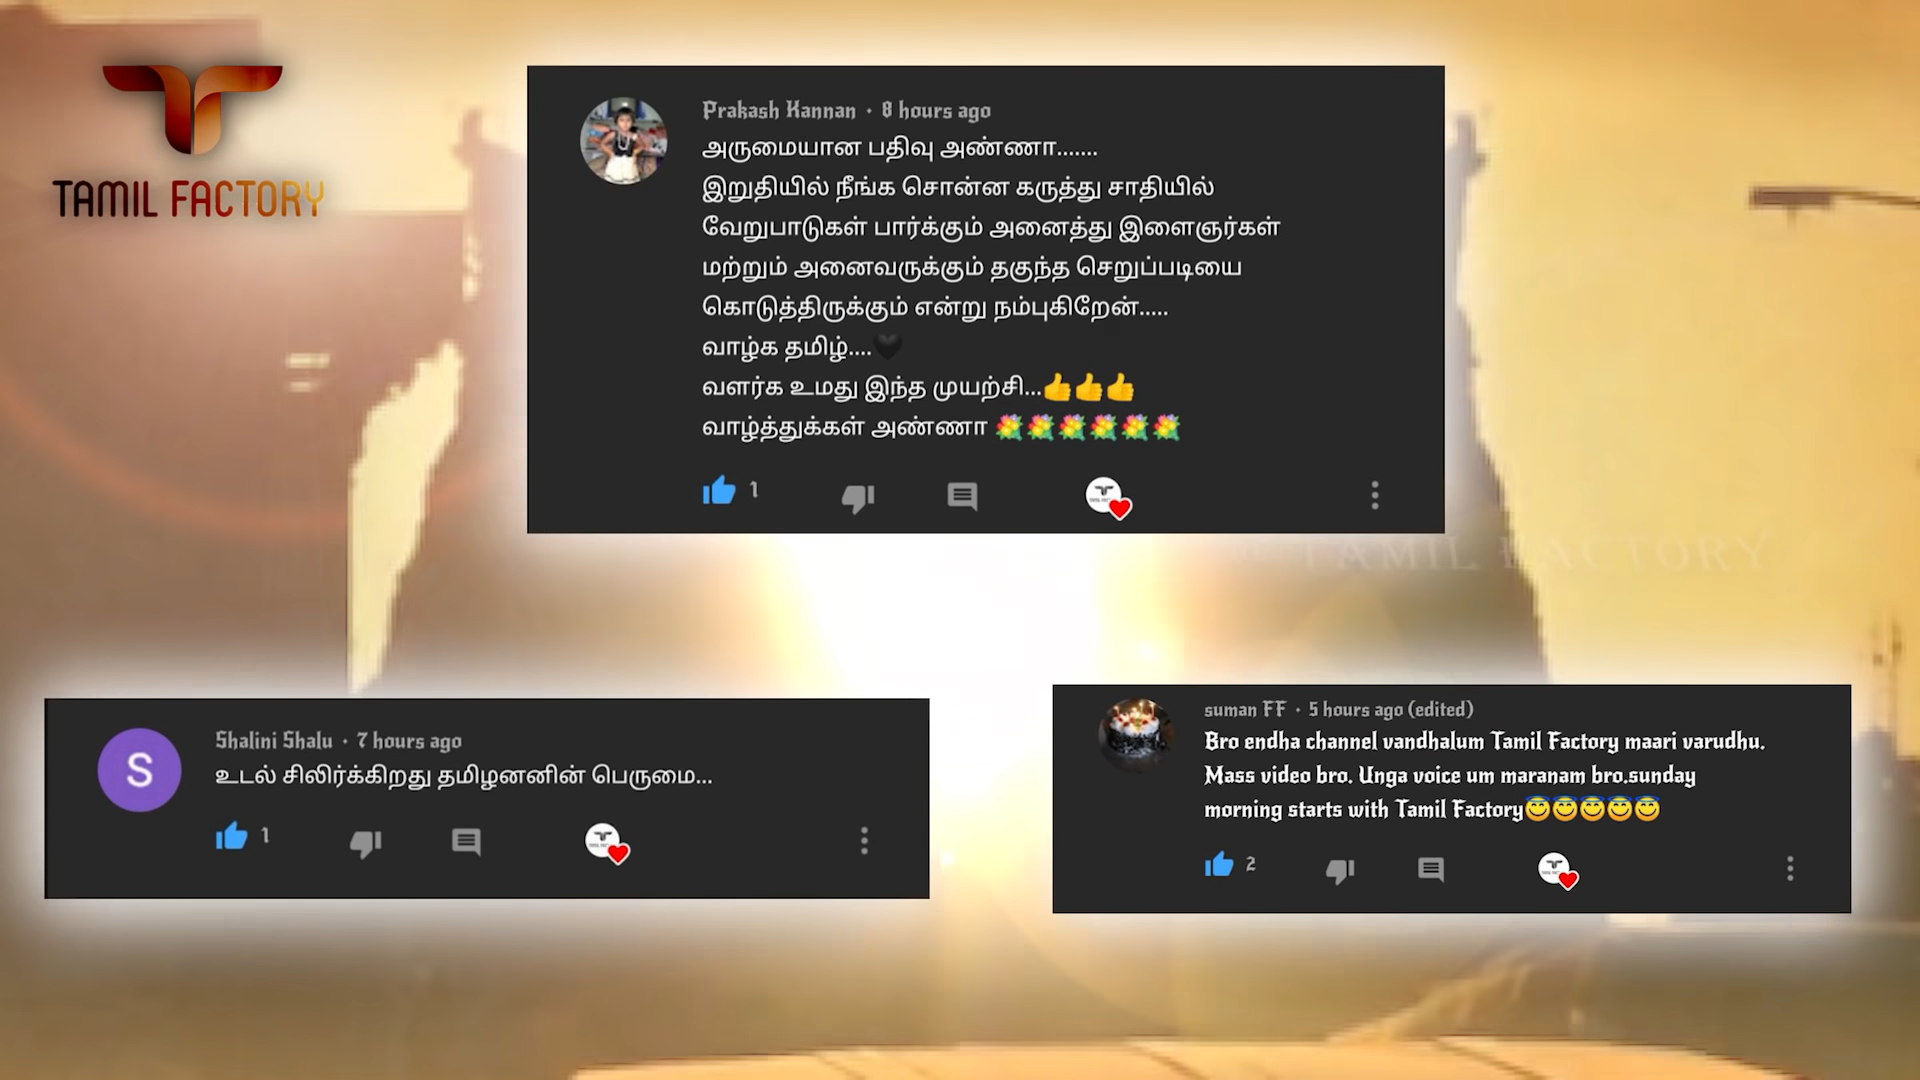 TAMIL FACTORY
Prakash Kannan · 8 hours ago
அருமையான பதிவு அண்ணா.......
இறுதியில் நீங்க சொன்ன கருத்து சாதியில்
வேறுபாடுகள் பார்க்கும் அனைத்து இளைஞர்கள்
மற்றும் அனைவருக்கும் தகுந்த செறுப்படியை
கொடுத்திருக்கும் என்று நம்புகிறேன்.....
வாழ்க தமிழ்....🖤
வளர்க உமது இந்த முயற்சி...👍👍👍
வாழ்த்துக்கள் அண்ணா 💐💐💐💐💐💐
1
TAMIL FACTORY
Shalini Shalu · 7 hours ago
உடல் சிலிர்க்கிறது தமிழனனின் பெருமை...
1
suman FF · 5 hours ago (edited)
Bro endha channel vandhalum Tamil Factory maari varudhu.
Mass video bro. Unga voice um maranam bro.sunday
morning starts with Tamil Factory😇😇😇😇😇
2